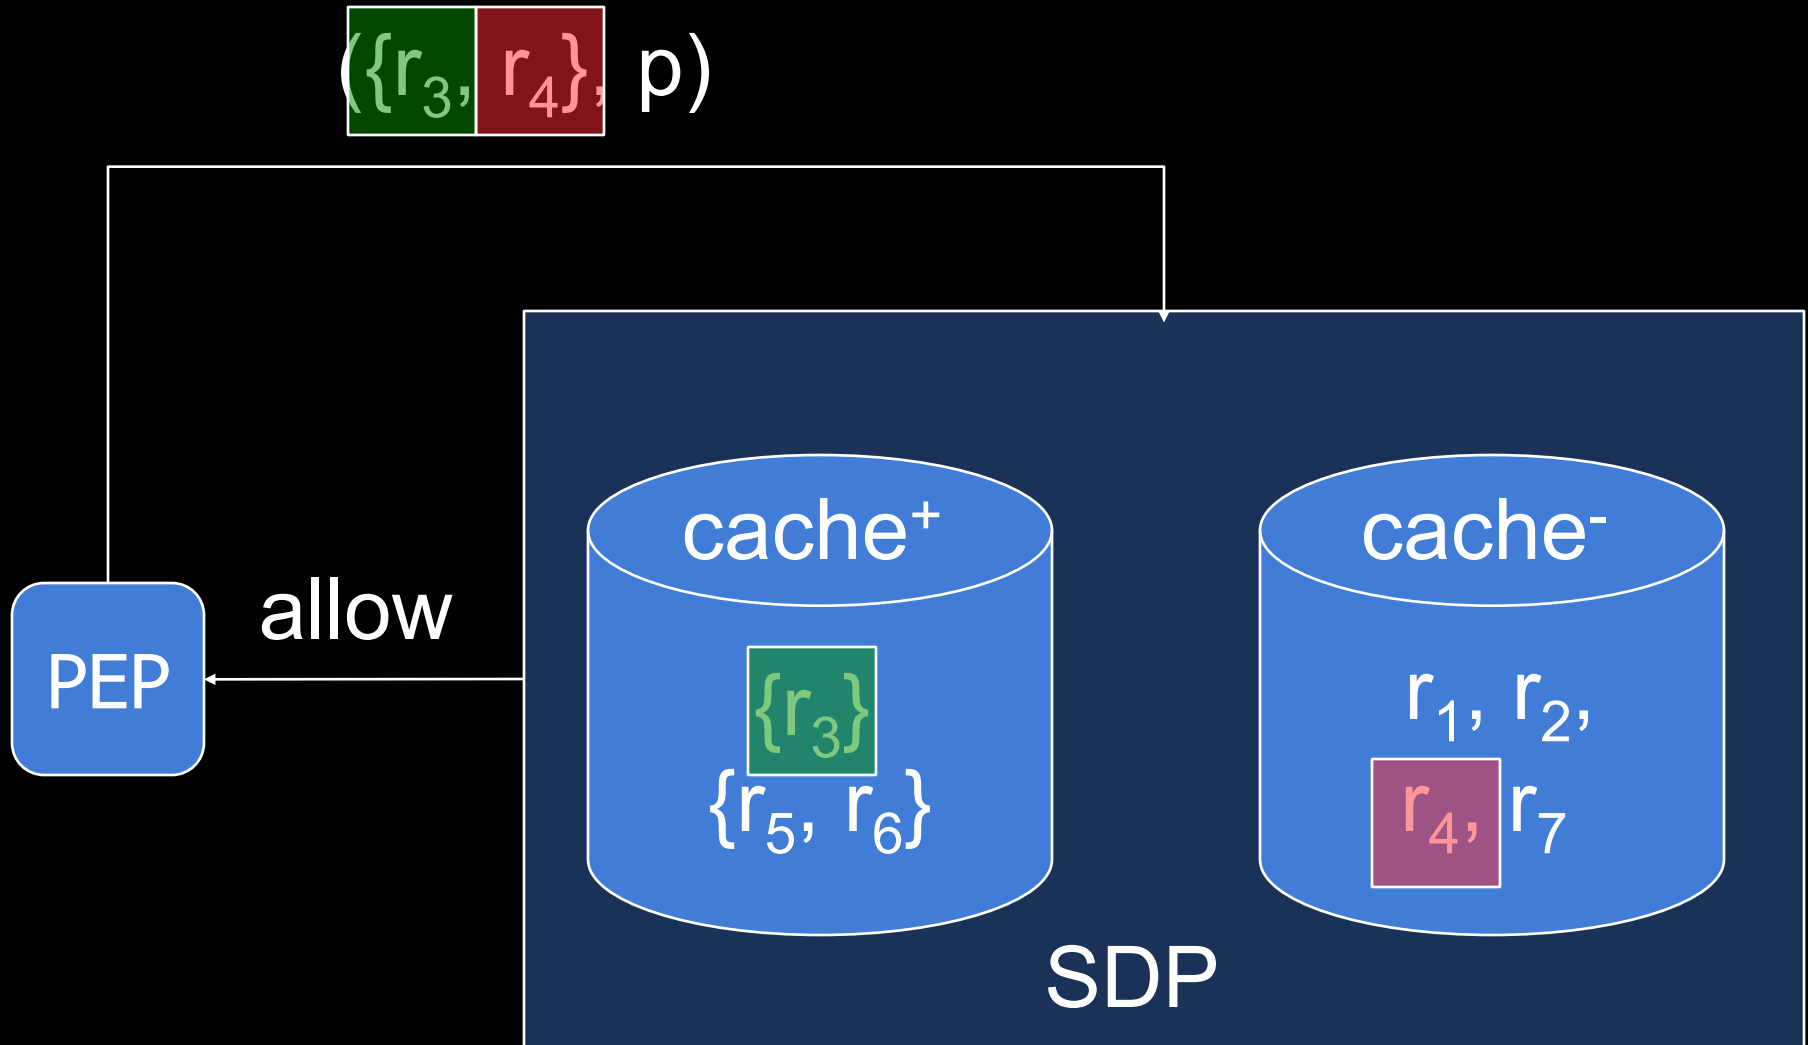 ({r₃, r₄}, p)
cache⁺
cache⁻
allow
PEP
{r₃}
{r₅, r₆}
r₁, r₂,
r₄, r₇
SDP